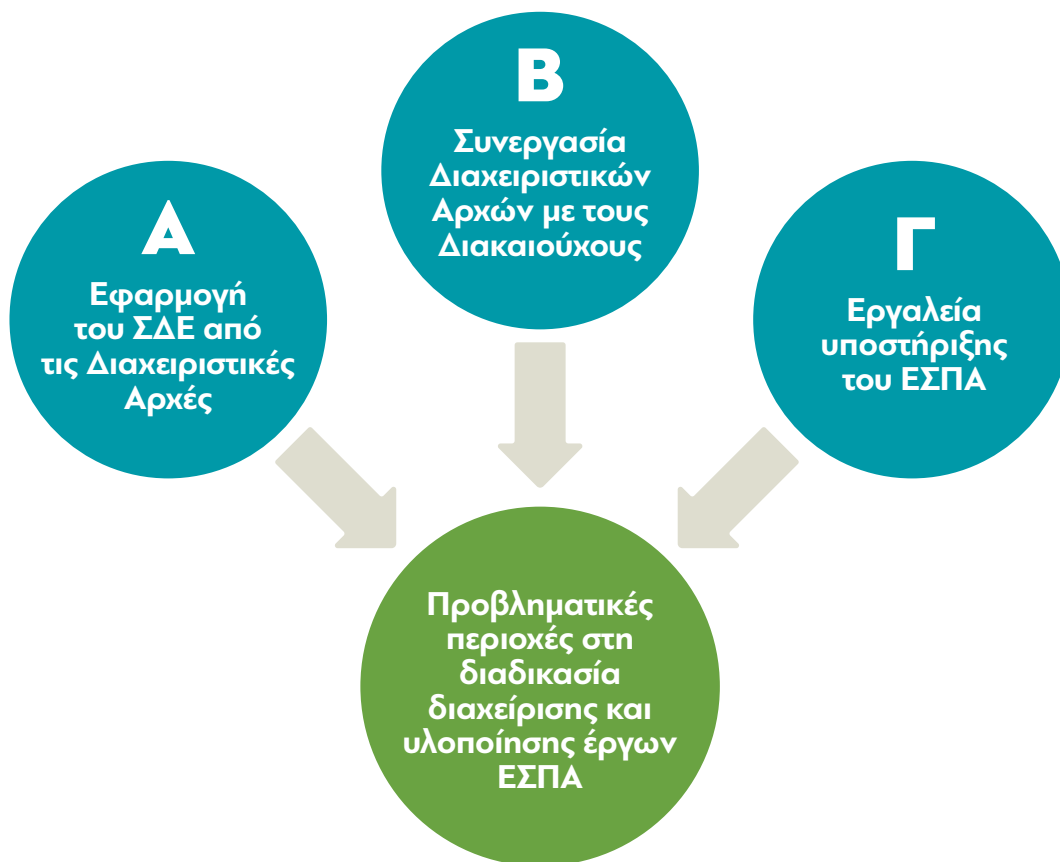 Α
Εφαρμογή
του ΣΔΕ από
τις Διαχειριστικές
Αρχές
Β
Συνεργασία
Διαχειριστικών
Αρχών με τους
Διακαιούχους
Γ
Εργαλεία
υποστήριξης
του ΕΣΠΑ
Προβληματικές
περιοχές στη
διαδικασία
διαχείρισης και
υλοποίησης έργων
ΕΣΠΑ